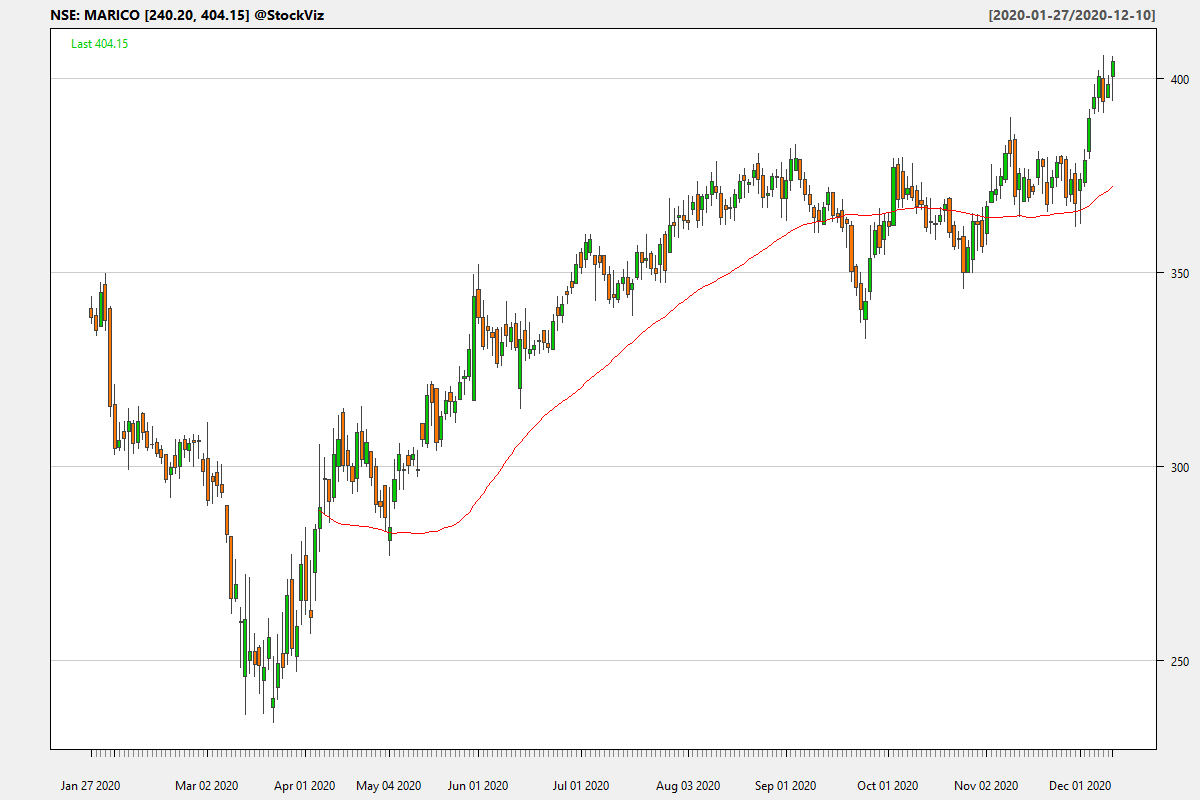 NSE: MARICO [240.20, 404.15] @StockViz [2020-01-27/2020-12-10]
Last 404.15
400
350
300
250
Jan 27 2020 Mar 02 2020 Apr 01 2020 May 04 2020 Jun 01 2020 Jul 01 2020 Aug 03 2020 Sep 01 2020 Oct 01 2020 Nov 02 2020 Dec 01 2020